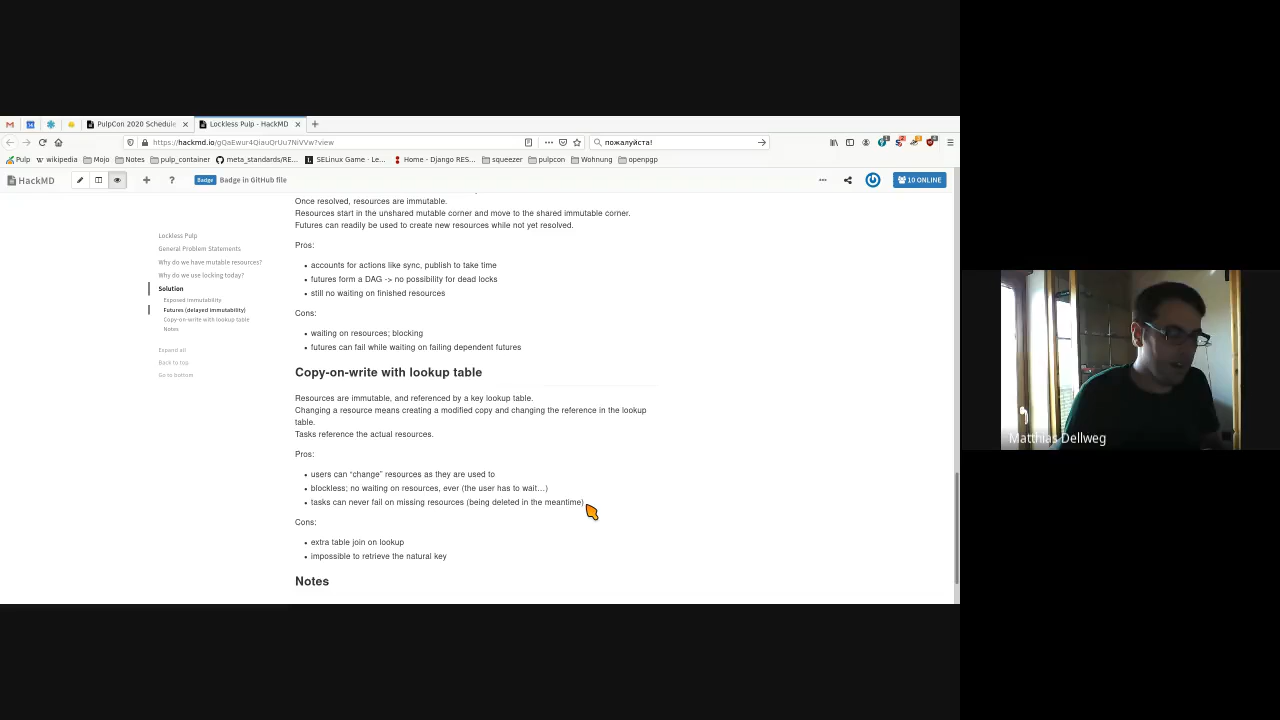 PulpCon 2020 Schedule
Lockless Pulp - HackMD
https://hackmd.io/gQaEwur4QiauQrUu7NiVVw?view
пожалуйста!
Pulp
wikipedia
Mojo
Notes
pulp_container
meta_standards/RE...
SELinux Game - Le...
Home - Django RES...
squeezer
pulpcon
Wohnung
openpgp
HackMD
Badge
Badge in GitHub file
10 ONLINE
Lockless Pulp
General Problem Statements
Why do we have mutable resources?
Why do we use locking today?
Solution
Exposed immutability
Futures (delayed immutability)
Copy-on-write with lookup table
Notes
Expand all
Back to top
Go to bottom
Once resolved, resources are immutable.
Resources start in the unshared mutable corner and move to the shared immutable corner.
Futures can readily be used to create new resources while not yet resolved.
Pros:
• accounts for actions like sync, publish to take time
• futures form a DAG -> no possibility for dead locks
• still no waiting on finished resources
Cons:
• waiting on resources; blocking
• futures can fail while waiting on failing dependent futures
Copy-on-write with lookup table
Resources are immutable, and referenced by a key lookup table.
Changing a resource means creating a modified copy and changing the reference in the lookup
table.
Tasks reference the actual resources.
Pros:
• users can “change” resources as they are used to
• blockless; no waiting on resources, ever (the user has to wait…)
• tasks can never fail on missing resources (being deleted in the meantime)
Cons:
• extra table join on lookup
• impossible to retrieve the natural key
Notes
Matthias Dellweg